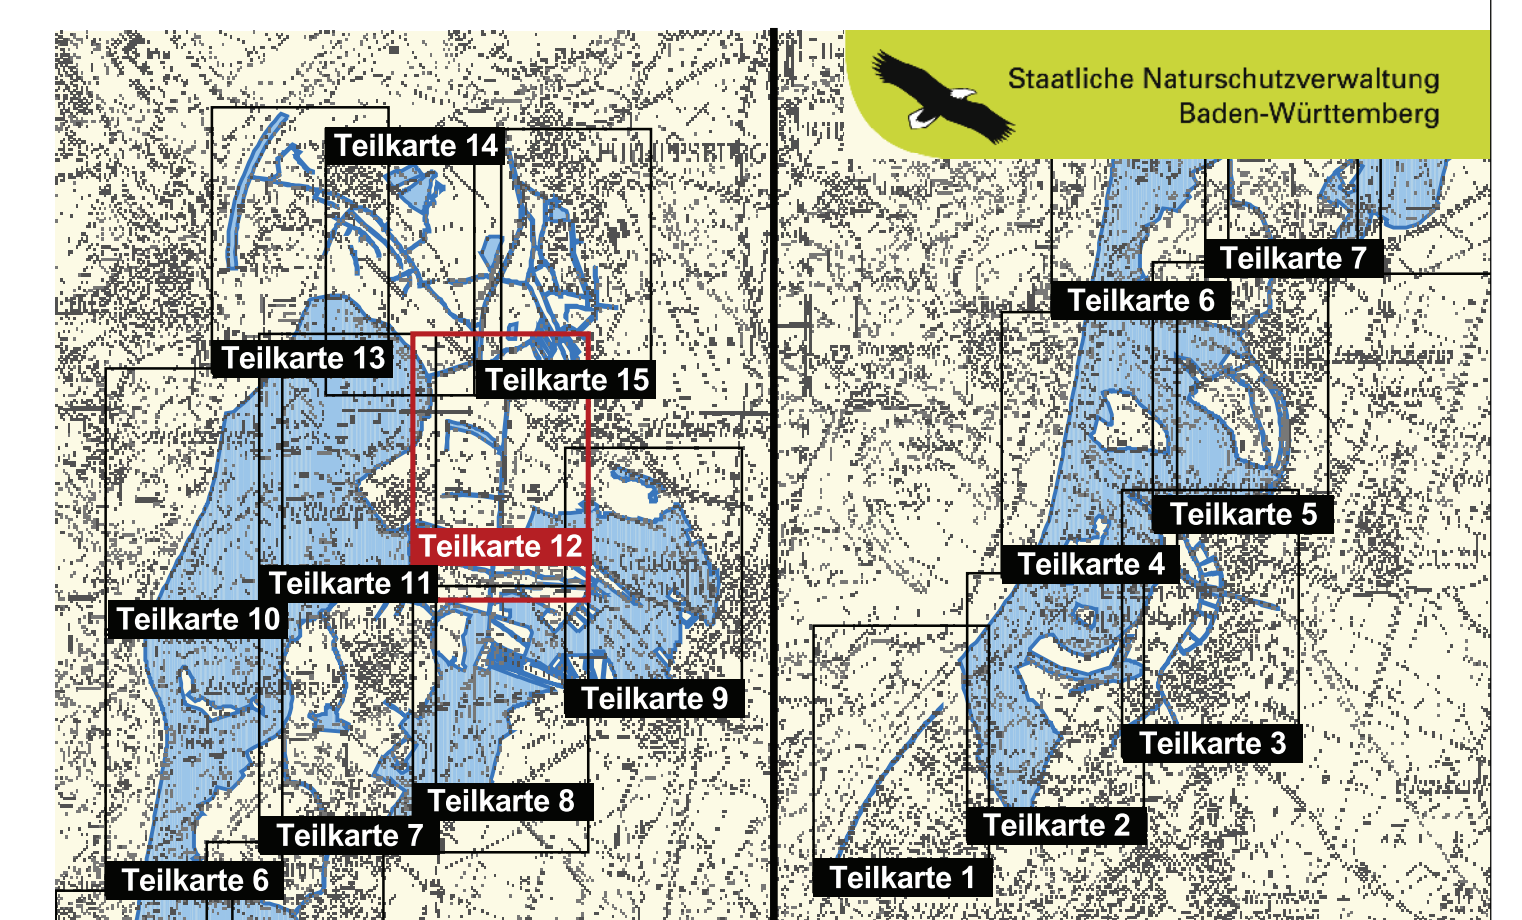 Staatliche Naturschutzverwaltung
Baden-Württemberg
Teilkarte 14
Teilkarte 13
Teilkarte 15
Teilkarte 12
Teilkarte 11
Teilkarte 10
Teilkarte 9
Teilkarte 8
Teilkarte 7
Teilkarte 6
Teilkarte 7
Teilkarte 6
Teilkarte 5
Teilkarte 4
Teilkarte 3
Teilkarte 2
Teilkarte 1